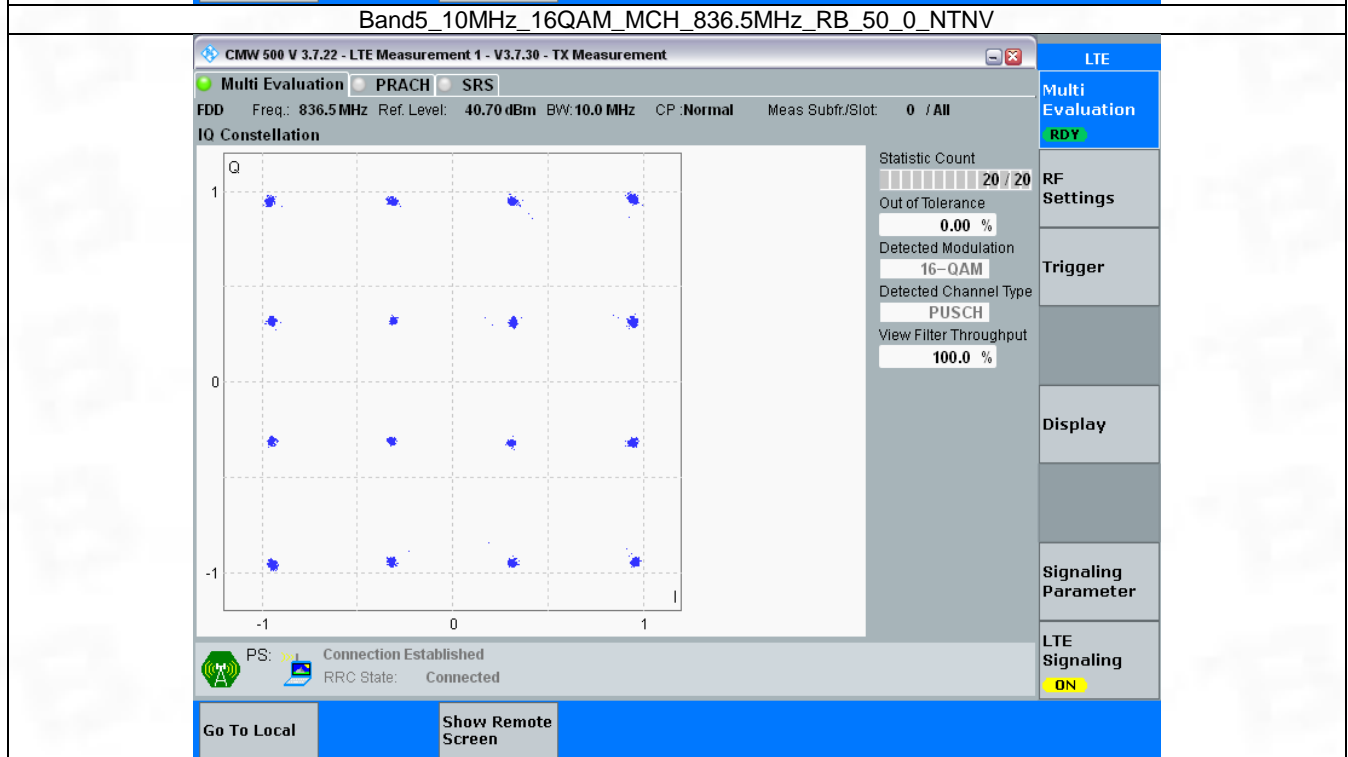 Band5_10MHz_16QAM_MCH_836.5MHz_RB_50_0_NTNV
CMW 500 V 3.7.22 - LTE Measurement 1 - V3.7.30 - TX Measurement
LTE
Multi Evaluation PRACH SRS
FDD Freq.: 836.5 MHz Ref. Level: 40.70 dBm BW: 10.0 MHz CP :Normal Meas Subfr./Slot: 0 / All
IQ Constellation
Q
1
0
-1
-1 0 1
I
Statistic Count
20 / 20
Out of Tolerance
0.00 %
Detected Modulation
16-QAM
Detected Channel Type
PUSCH
View Filter Throughput
100.0 %
Multi
Evaluation
RDY
RF
Settings
Trigger
Display
Signaling
Parameter
LTE
Signaling
ON
PS: Connection Established
RRC State: Connected
Go To Local
Show Remote
Screen